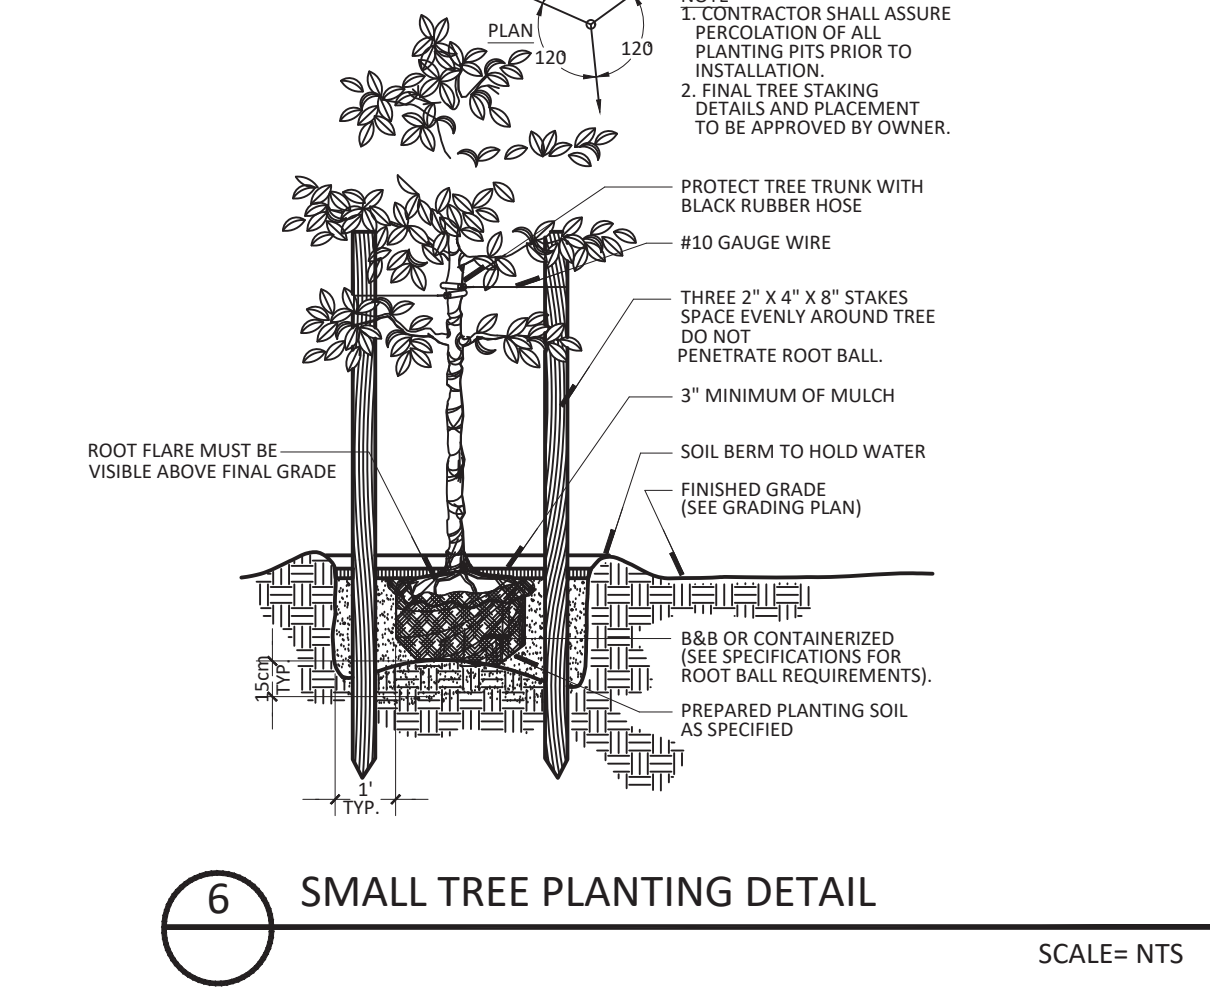 NOTE
1. CONTRACTOR SHALL ASSURE
PERCOLATION OF ALL
PLANTING PITS PRIOR TO
INSTALLATION.
2. FINAL TREE STAKING
DETAILS AND PLACEMENT
TO BE APPROVED BY OWNER.
PLAN
120°
120°
PROTECT TREE TRUNK WITH
BLACK RUBBER HOSE
#10 GAUGE WIRE
THREE 2" X 4" X 8" STAKES
SPACE EVENLY AROUND TREE
DO NOT
PENETRATE ROOT BALL.
3" MINIMUM OF MULCH
ROOT FLARE MUST BE
VISIBLE ABOVE FINAL GRADE
SOIL BERM TO HOLD WATER
FINISHED GRADE
(SEE GRADING PLAN)
B&B OR CONTAINERIZED
(SEE SPECIFICATIONS FOR
ROOT BALL REQUIREMENTS).
PREPARED PLANTING SOIL
AS SPECIFIED
15cm
TYP.
1'
TYP.
6
SMALL TREE PLANTING DETAIL
SCALE= NTS